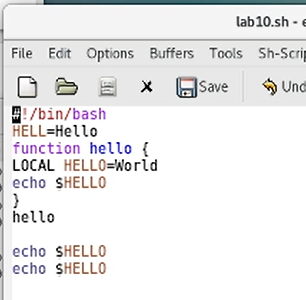 lab10.sh - e
File Edit Options Buffers Tools Sh-Scrip
Save Und
#!/bin/bash
HELL=Hello
function hello {
LOCAL HELLO=World
echo $HELLO
}
hello
echo $HELLO
echo $HELLO